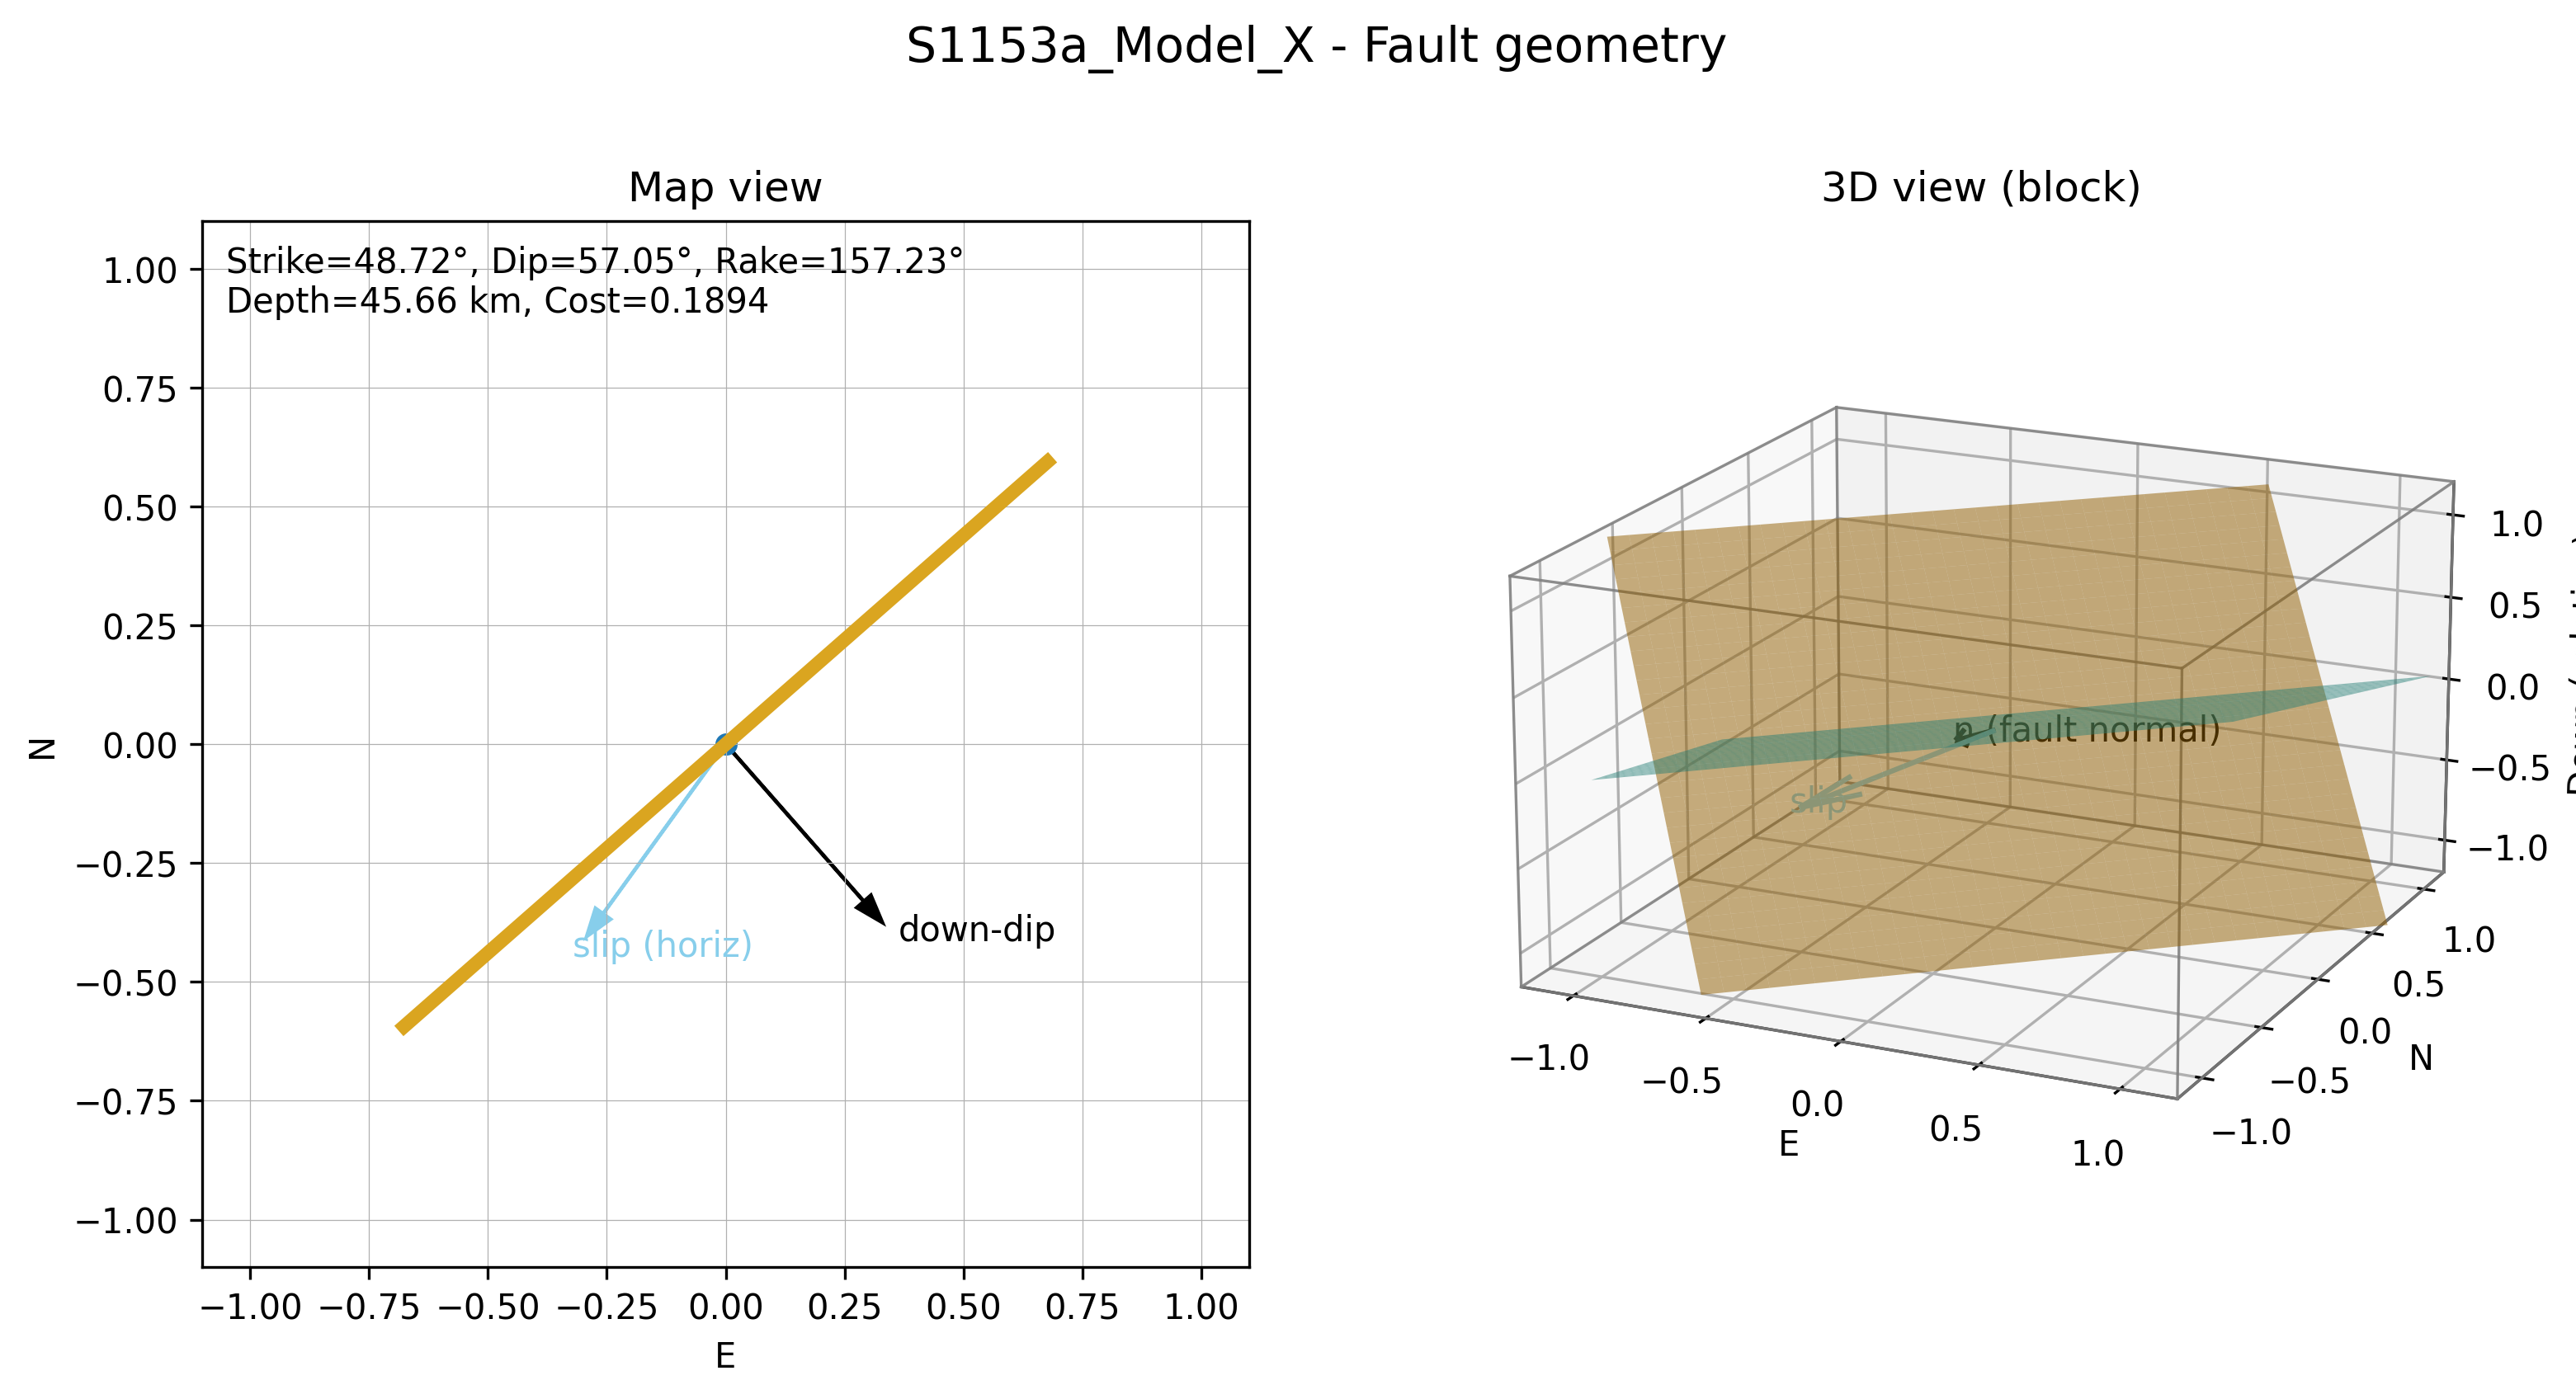 S1153a_Model_X - Fault geometry
Map view
Strike=48.72°, Dip=57.05°, Rake=157.23°
Depth=45.66 km, Cost=0.1894
1.00
0.75
0.50
0.25
0.00
−0.25
−0.50
−0.75
−1.00
N
down-dip
slip (horiz)
−1.00 −0.75 −0.50 −0.25 0.00 0.25 0.50 0.75 1.00
E
3D view (block)
n (fault normal)
slip
1.0
0.5
0.0
−0.5
−1.0
1.0
0.5
0.0
−0.5
−1.0
N
−1.0
−0.5
0.0
0.5
1.0
E